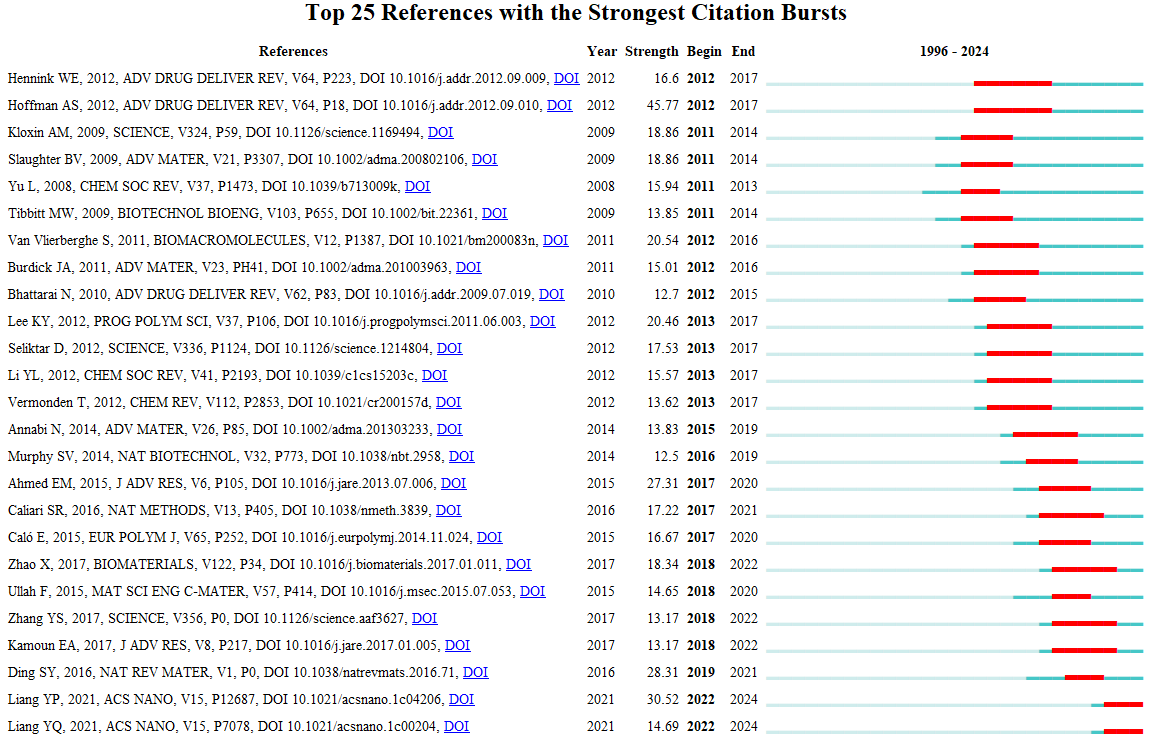 Top 25 References with the Strongest Citation Bursts
References Year Strength Begin End 1996 - 2024
Hennink WE, 2012, ADV DRUG DELIVER REV, V64, P223, DOI 10.1016/j.addr.2012.09.009, DOI 2012 16.6 2012 2017
Hoffman AS, 2012, ADV DRUG DELIVER REV, V64, P18, DOI 10.1016/j.addr.2012.09.010, DOI 2012 45.77 2012 2017
Kloxin AM, 2009, SCIENCE, V324, P59, DOI 10.1126/science.1169494, DOI 2009 18.86 2011 2014
Slaughter BV, 2009, ADV MATER, V21, P3307, DOI 10.1002/adma.200802106, DOI 2009 18.86 2011 2014
Yu L, 2008, CHEM SOC REV, V37, P1473, DOI 10.1039/b713009k, DOI 2008 15.94 2011 2013
Tibbitt MW, 2009, BIOTECHNOL BIOENG, V103, P655, DOI 10.1002/bit.22361, DOI 2009 13.85 2011 2014
Van Vlierberghe S, 2011, BIOMACROMOLECULES, V12, P1387, DOI 10.1021/bm200083n, DOI 2011 20.54 2012 2016
Burdick JA, 2011, ADV MATER, V23, PH41, DOI 10.1002/adma.201003963, DOI 2011 15.01 2012 2016
Bhattarai N, 2010, ADV DRUG DELIVER REV, V62, P83, DOI 10.1016/j.addr.2009.07.019, DOI 2010 12.7 2012 2015
Lee KY, 2012, PROG POLYM SCI, V37, P106, DOI 10.1016/j.progpolymsci.2011.06.003, DOI 2012 20.46 2013 2017
Seliktar D, 2012, SCIENCE, V336, P1124, DOI 10.1126/science.1214804, DOI 2012 17.53 2013 2017
Li YL, 2012, CHEM SOC REV, V41, P2193, DOI 10.1039/c1cs15203c, DOI 2012 15.57 2013 2017
Vermonden T, 2012, CHEM REV, V112, P2853, DOI 10.1021/cr200157d, DOI 2012 13.62 2013 2017
Annabi N, 2014, ADV MATER, V26, P85, DOI 10.1002/adma.201303233, DOI 2014 13.83 2015 2019
Murphy SV, 2014, NAT BIOTECHNOL, V32, P773, DOI 10.1038/nbt.2958, DOI 2014 12.5 2016 2019
Ahmed EM, 2015, J ADV RES, V6, P105, DOI 10.1016/j.jare.2013.07.006, DOI 2015 27.31 2017 2020
Caliari SR, 2016, NAT METHODS, V13, P405, DOI 10.1038/nmeth.3839, DOI 2016 17.22 2017 2021
Caló E, 2015, EUR POLYM J, V65, P252, DOI 10.1016/j.eurpolymj.2014.11.024, DOI 2015 16.67 2017 2020
Zhao X, 2017, BIOMATERIALS, V122, P34, DOI 10.1016/j.biomaterials.2017.01.011, DOI 2017 18.34 2018 2022
Ullah F, 2015, MAT SCI ENG C-MATER, V57, P414, DOI 10.1016/j.msec.2015.07.053, DOI 2015 14.65 2018 2020
Zhang YS, 2017, SCIENCE, V356, P0, DOI 10.1126/science.aaf3627, DOI 2017 13.17 2018 2022
Kamoun EA, 2017, J ADV RES, V8, P217, DOI 10.1016/j.jare.2017.01.005, DOI 2017 13.17 2018 2022
Ding SY, 2016, NAT REV MATER, V1, P0, DOI 10.1038/natrevmats.2016.71, DOI 2016 28.31 2019 2021
Liang YP, 2021, ACS NANO, V15, P12687, DOI 10.1021/acsnano.1c04206, DOI 2021 30.52 2022 2024
Liang YQ, 2021, ACS NANO, V15, P7078, DOI 10.1021/acsnano.1c00204, DOI 2021 14.69 2022 2024